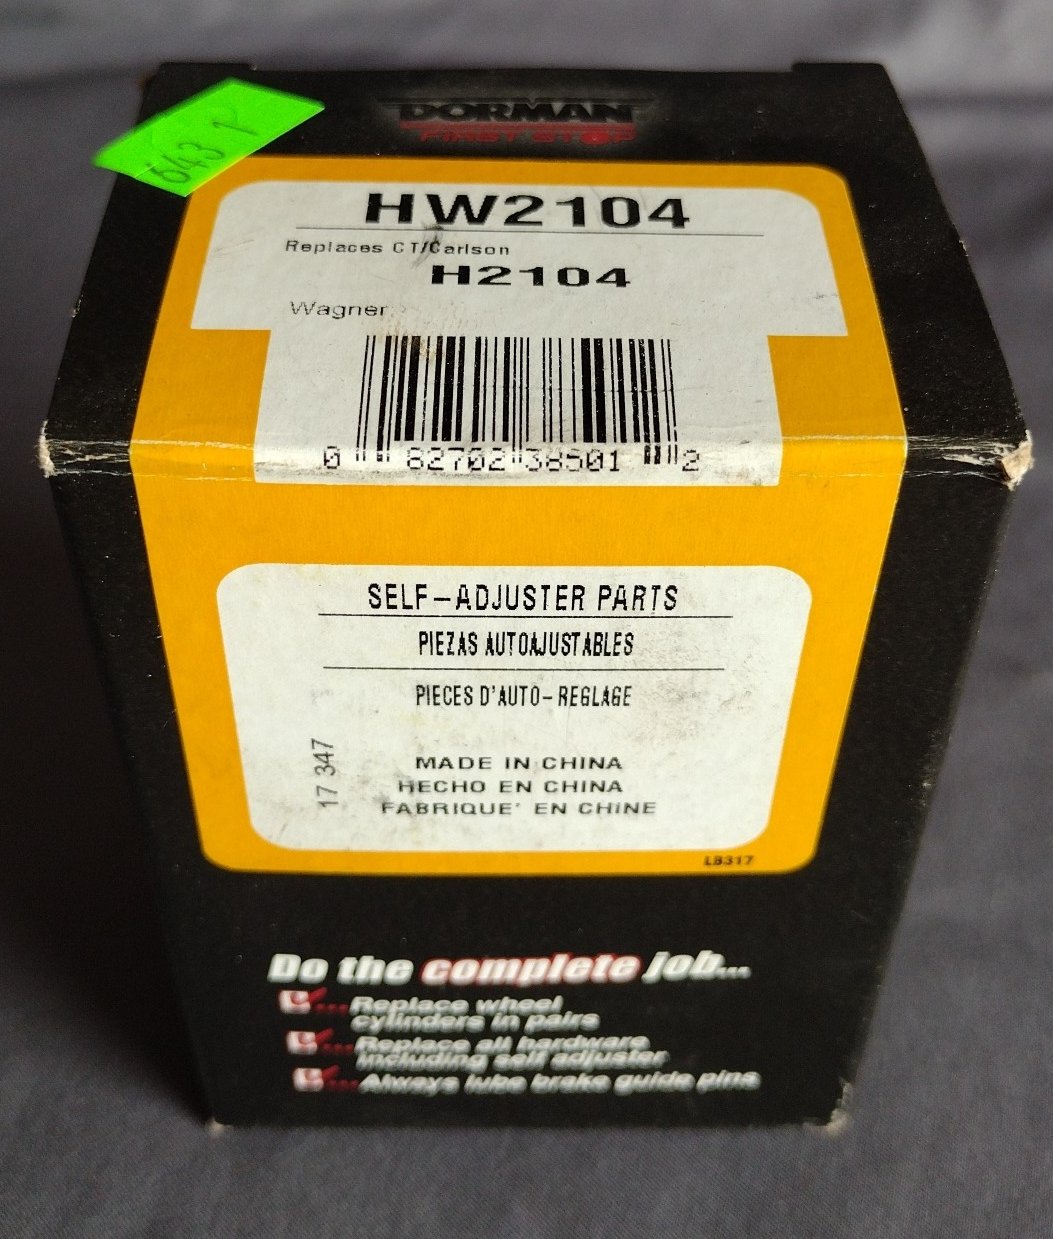 DORMAN
FIRST STOP
643 P
HW2104
Replaces CT/Carlson
H2104
Wagner
0 82702 38501 2
SELF-ADJUSTER PARTS
PIEZAS AUTOAJUSTABLES
PIECES D'AUTO-REGLAGE
17 347
MADE IN CHINA
HECHO EN CHINA
FABRIQUE' EN CHINE
LB317
Do the complete job...
...Replace wheel
cylinders in pairs
...Replace all hardware
including self adjuster
...Always lube brake guide pins